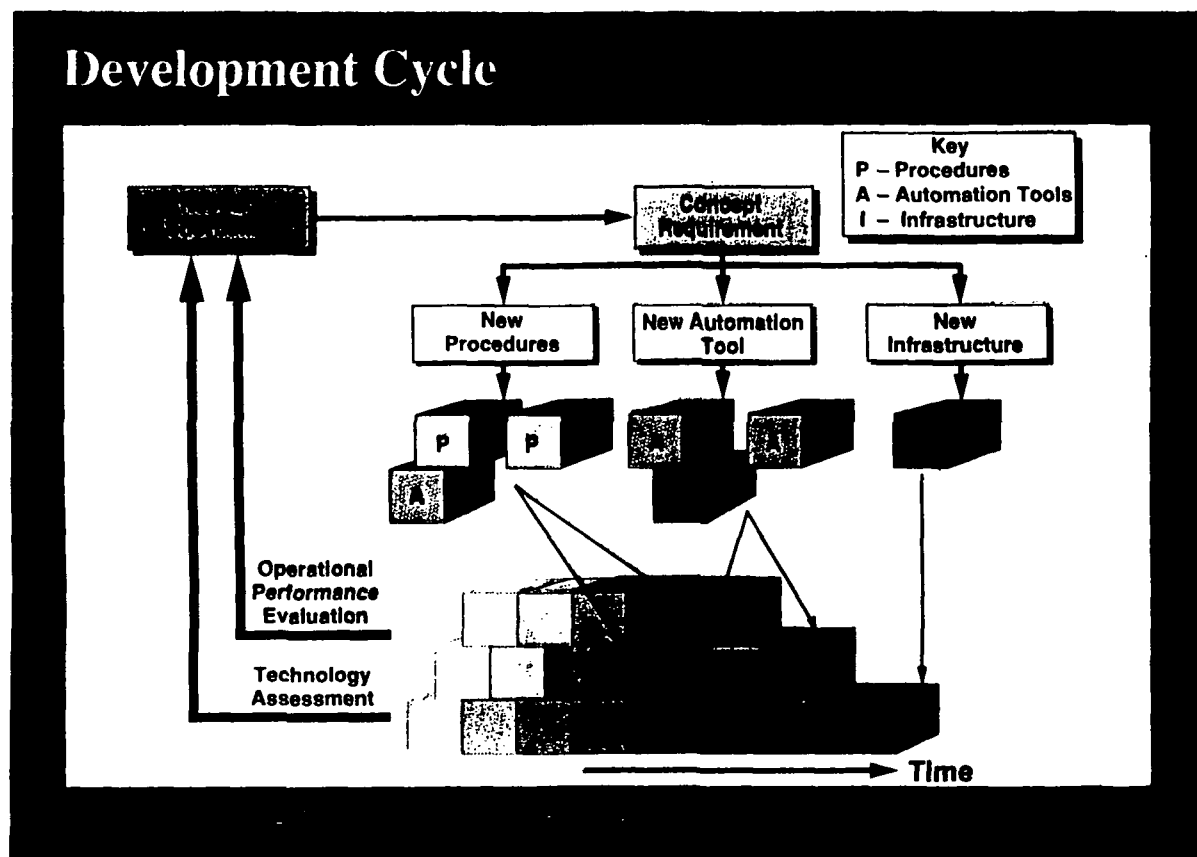 Development Cycle
Key
P – Procedures
A – Automation Tools
I – Infrastructure
Concept
Requirement
New
Procedures
New Automation
Tool
New
Infrastructure
P
P
A
A
A
Operational
Performance
Evaluation
Technology
Assessment
Time